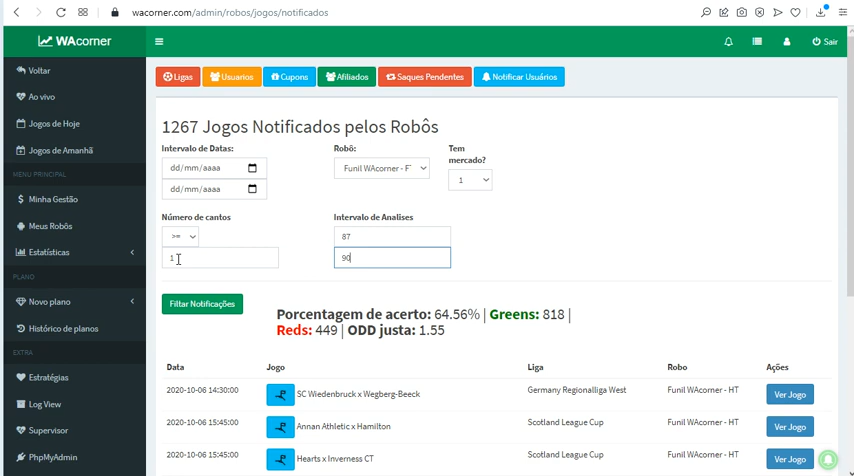 wacorner.com/admin/robos/jogos/notificados
WAcorner
Sair
Voltar
Ao vivo
Jogos de Hoje
Jogos de Amanhã
MENU PRINCIPAL
Minha Gestão
Meus Robôs
Estatísticas
PLANO
Novo plano
Histórico de planos
EXTRA
Estratégias
Log View
Supervisor
PhpMyAdmin
Ligas
Usuarios
Cupons
Afiliados
Saques Pendentes
Notificar Usuários
1267 Jogos Notificados pelos Robôs
Intervalo de Datas:
dd/mm/aaaa
dd/mm/aaaa
Robô:
Funil WAcorner - F
Tem
mercado?
1
Número de cantos
>=
1
Intervalo de Analises
87
90
Filtrar Notificações
Porcentagem de acerto: 64.56% | Greens: 818 |
Reds: 449 | ODD justa: 1.55
Data Jogo Liga Robo Ações
2020-10-06 14:30:00 SC Wiedenbruck x Wegberg-Beeck Germany Regionalliga West Funil WAcorner - HT Ver Jogo
2020-10-06 15:45:00 Annan Athletic x Hamilton Scotland League Cup Funil WAcorner - HT Ver Jogo
2020-10-06 15:45:00 Hearts x Inverness CT Scotland League Cup Funil WAcorner - HT Ver Jogo